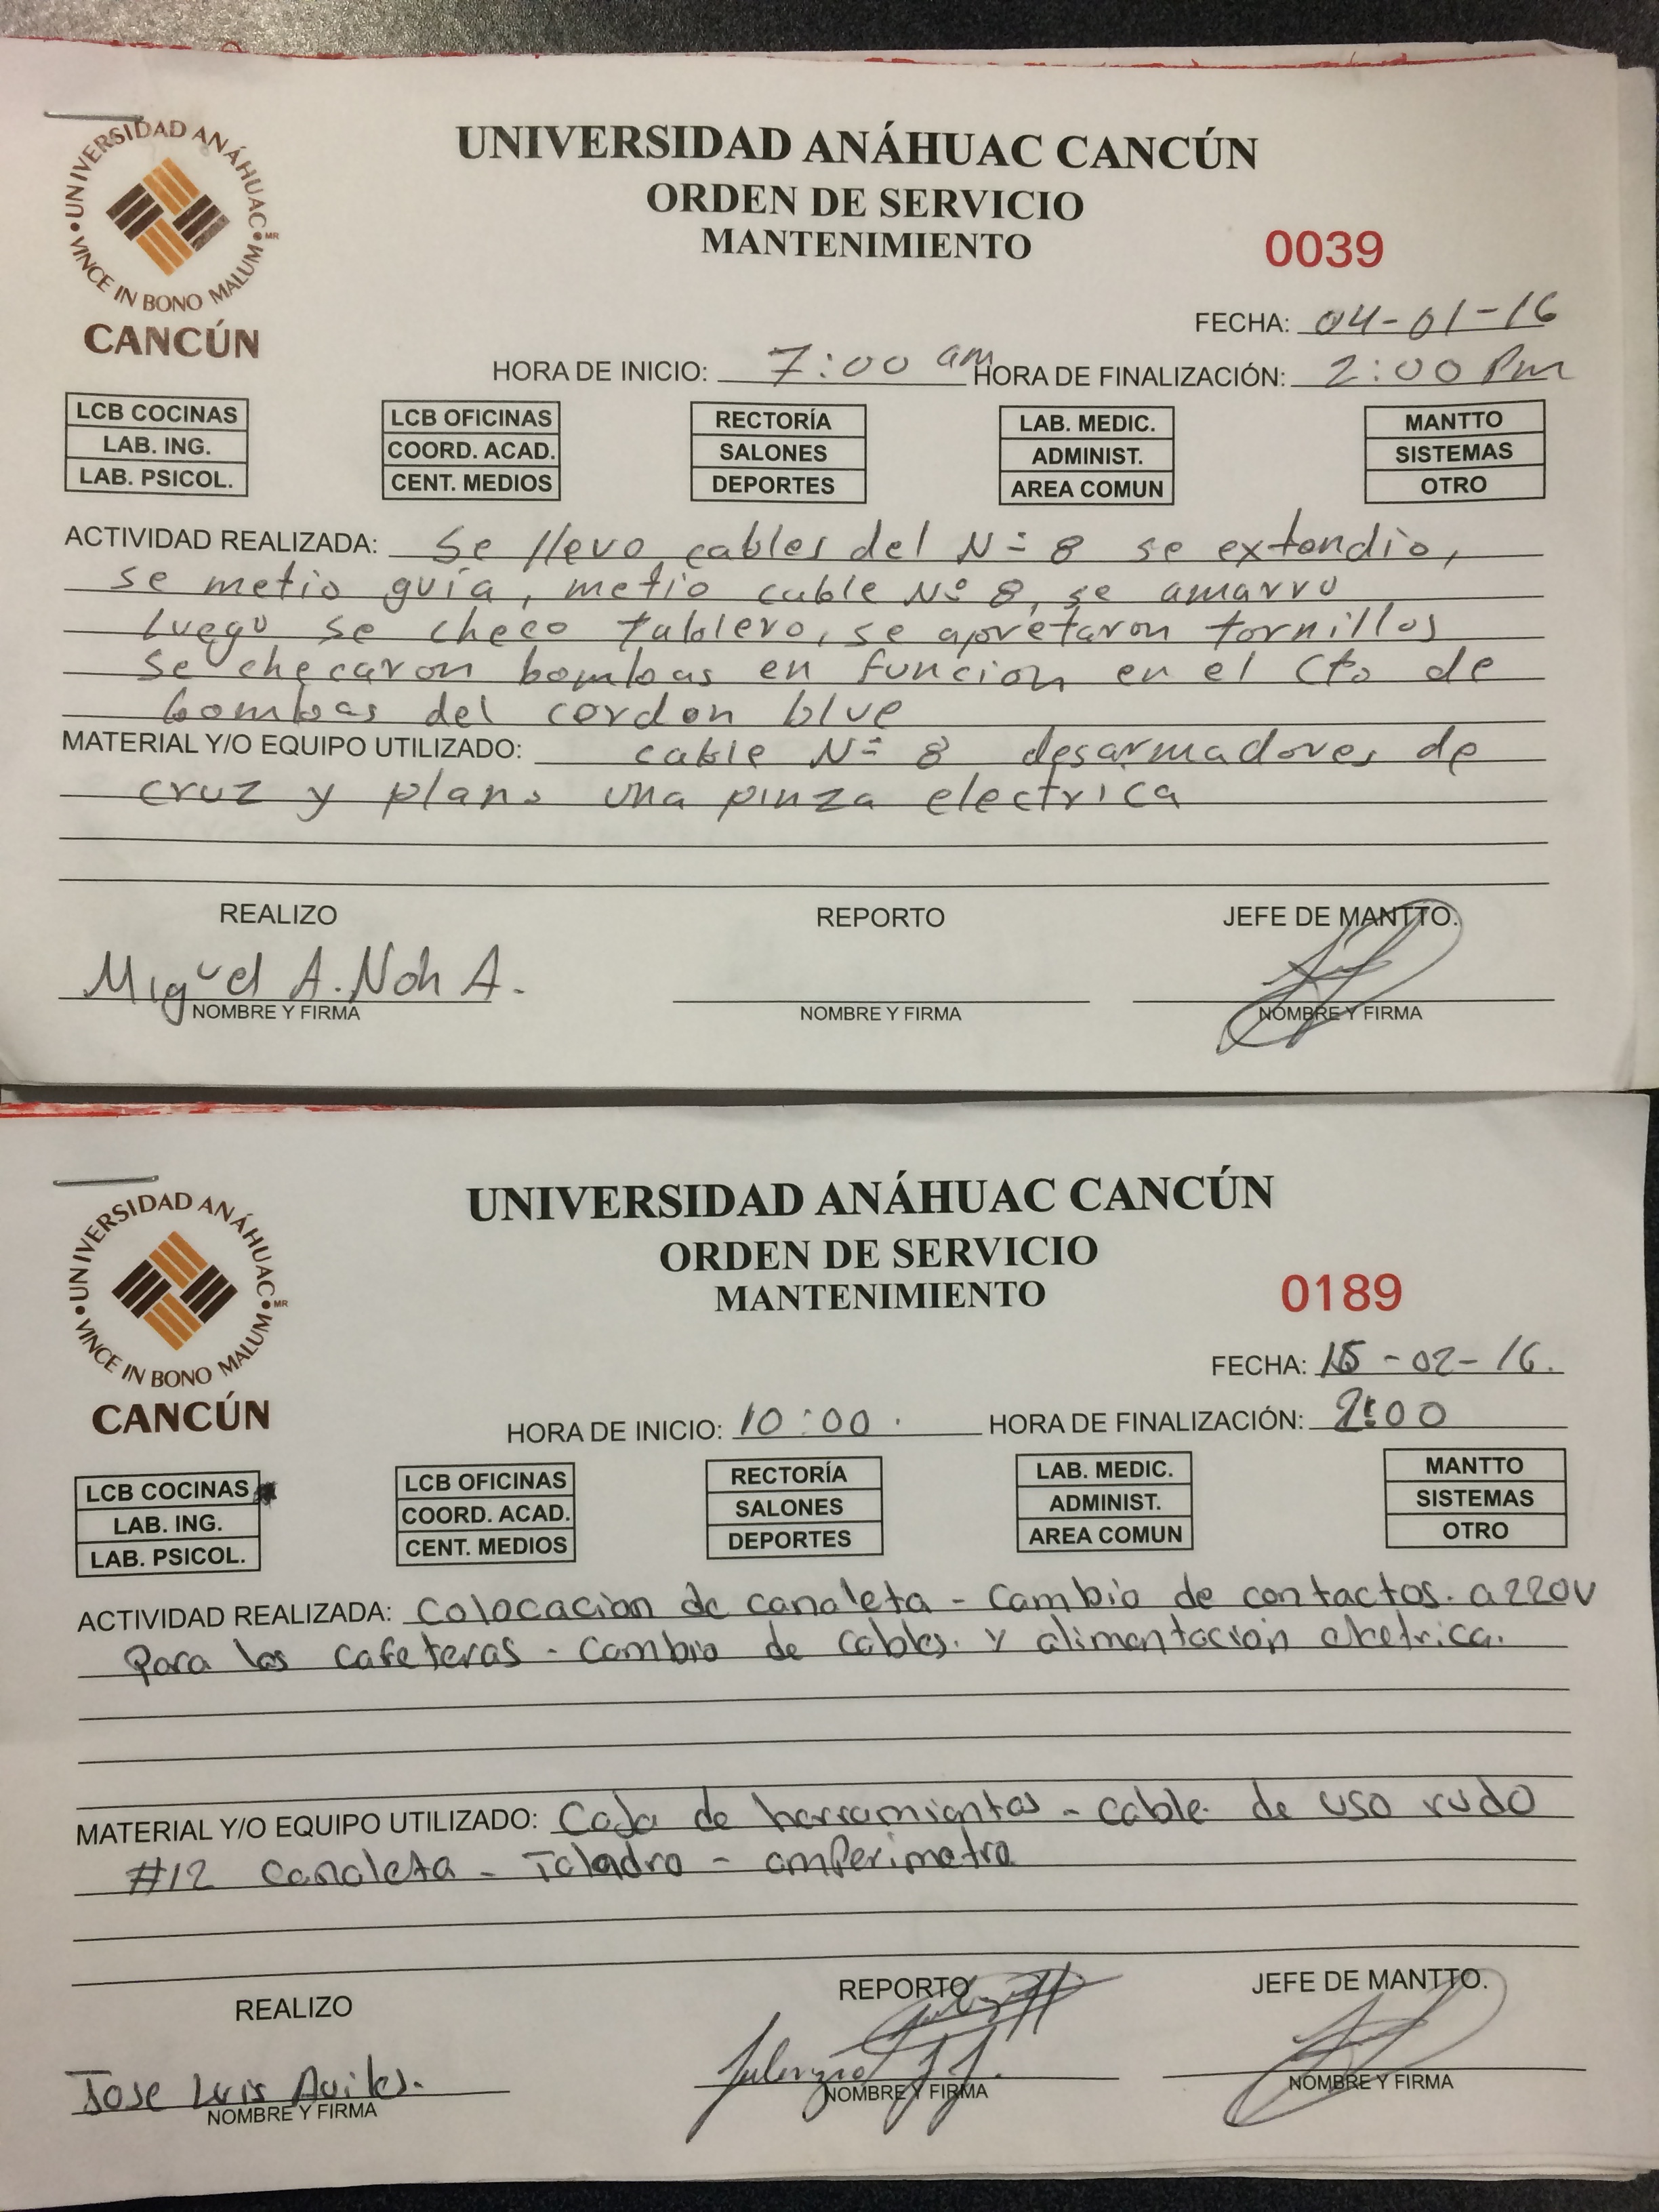 UNIVERSIDAD ANÁHUAC • VINCE IN BONO MALUM • MR
CANCÚN
UNIVERSIDAD ANÁHUAC CANCÚN
ORDEN DE SERVICIO
MANTENIMIENTO
0039
FECHA: 04-01-16
HORA DE INICIO: 7:00 am HORA DE FINALIZACIÓN: 2:00 Pm
LCB COCINAS LCB OFICINAS RECTORÍA LAB. MEDIC. MANTTO
LAB. ING. COORD. ACAD. SALONES ADMINIST. SISTEMAS
LAB. PSICOL. CENT. MEDIOS DEPORTES AREA COMUN OTRO
ACTIVIDAD REALIZADA: Se llevo cables del Nº 8 se extendio,
se metio guia, metio cable Nº 8, se amarro
luego se checo tablero, se apretaron tornillos
se checaron bombas en funcion en el Cto de
bombas del cordon blue
MATERIAL Y/O EQUIPO UTILIZADO: cable Nº 8 desarmadores de
cruz y plano una pinza electrica
REALIZO REPORTO JEFE DE MANTTO.
Miguel A. Noh A.
NOMBRE Y FIRMA NOMBRE Y FIRMA NOMBRE Y FIRMA
UNIVERSIDAD ANÁHUAC • VINCE IN BONO MALUM • MR
CANCÚN
UNIVERSIDAD ANÁHUAC CANCÚN
ORDEN DE SERVICIO
MANTENIMIENTO
0189
FECHA: 15-02-16.
HORA DE INICIO: 10:00. HORA DE FINALIZACIÓN: 2:00
LCB COCINAS LCB OFICINAS RECTORÍA LAB. MEDIC. MANTTO
LAB. ING. COORD. ACAD. SALONES ADMINIST. SISTEMAS
LAB. PSICOL. CENT. MEDIOS DEPORTES AREA COMUN OTRO
ACTIVIDAD REALIZADA: Colocacion de canaleta - Cambio de contactos. a 220V
Para las cafeteras - Cambio de cables. y alimentacion electrica.
MATERIAL Y/O EQUIPO UTILIZADO: Caja de herramientas - cable. de uso rudo
#12 Canaleta - Taladro - amperimetro
REALIZO REPORTO JEFE DE MANTTO.
Jose Luis Aviles.
NOMBRE Y FIRMA NOMBRE Y FIRMA NOMBRE Y FIRMA